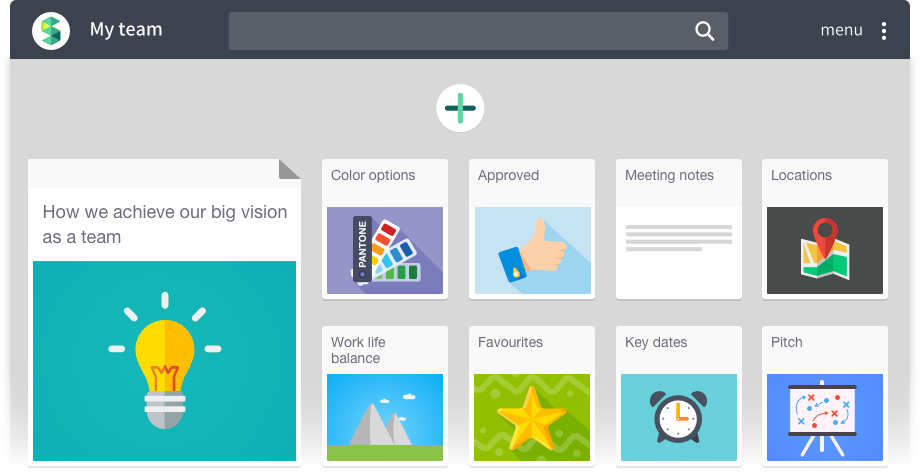 My team
menu
How we achieve our big vision
as a team
Color options
Approved
Meeting notes
Locations
PANTONE
Work life
balance
Favourites
Key dates
Pitch